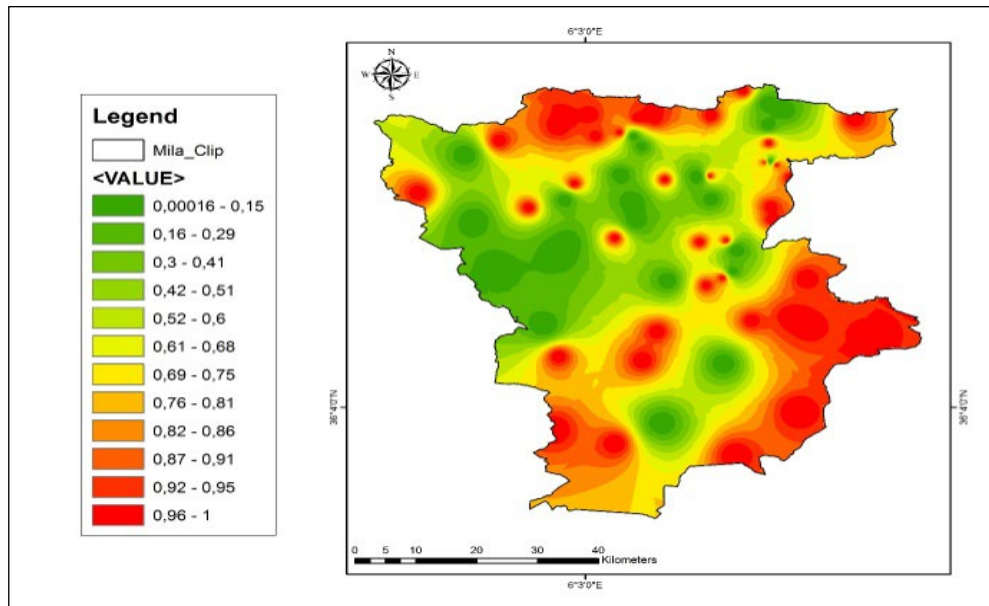 Legend
Mila_Clip
<VALUE>
0,00016 - 0,15
0,16 - 0,29
0,3 - 0,41
0,42 - 0,51
0,52 - 0,6
0,61 - 0,68
0,69 - 0,75
0,76 - 0,81
0,82 - 0,86
0,87 - 0,91
0,92 - 0,95
0,96 - 1
6°3'0"E
N
W E
S
36°4'0"N
36°4'0"N
0 5 10 20 30 40
Kilometers
6°3'0"E